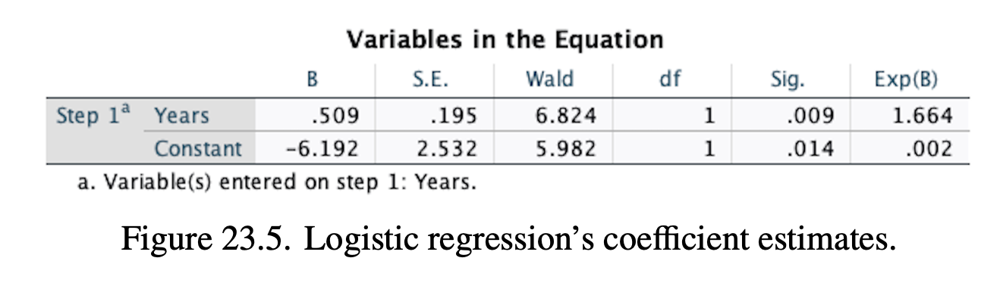 Variables in the Equation
B S.E. Wald df Sig. Exp(B)
Step 1a Years .509 .195 6.824 1 .009 1.664
Constant -6.192 2.532 5.982 1 .014 .002
a. Variable(s) entered on step 1: Years.
Figure 23.5. Logistic regression's coefficient estimates.